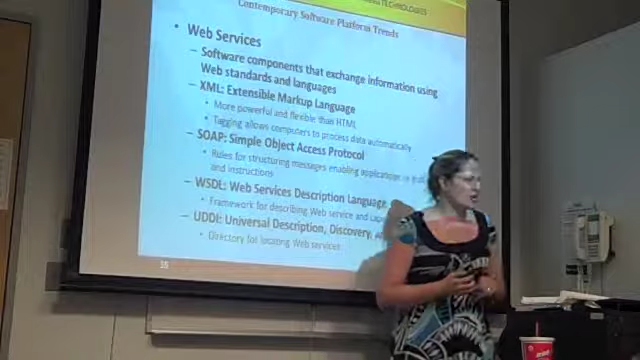 TECHNOLOGIES
Contemporary Software Platform Trends
• Web Services
– Software components that exchange information using
Web standards and languages
– XML: Extensible Markup Language
• More powerful and flexible than HTML
• Tagging allows computers to process data automatically
– SOAP: Simple Object Access Protocol
• Rules for structuring messages enabling applications
and instructions
– WSDL: Web Services Description Language
• Framework for describing Web service and
– UDDI: Universal Description, Discovery,
• Directory for locating Web services